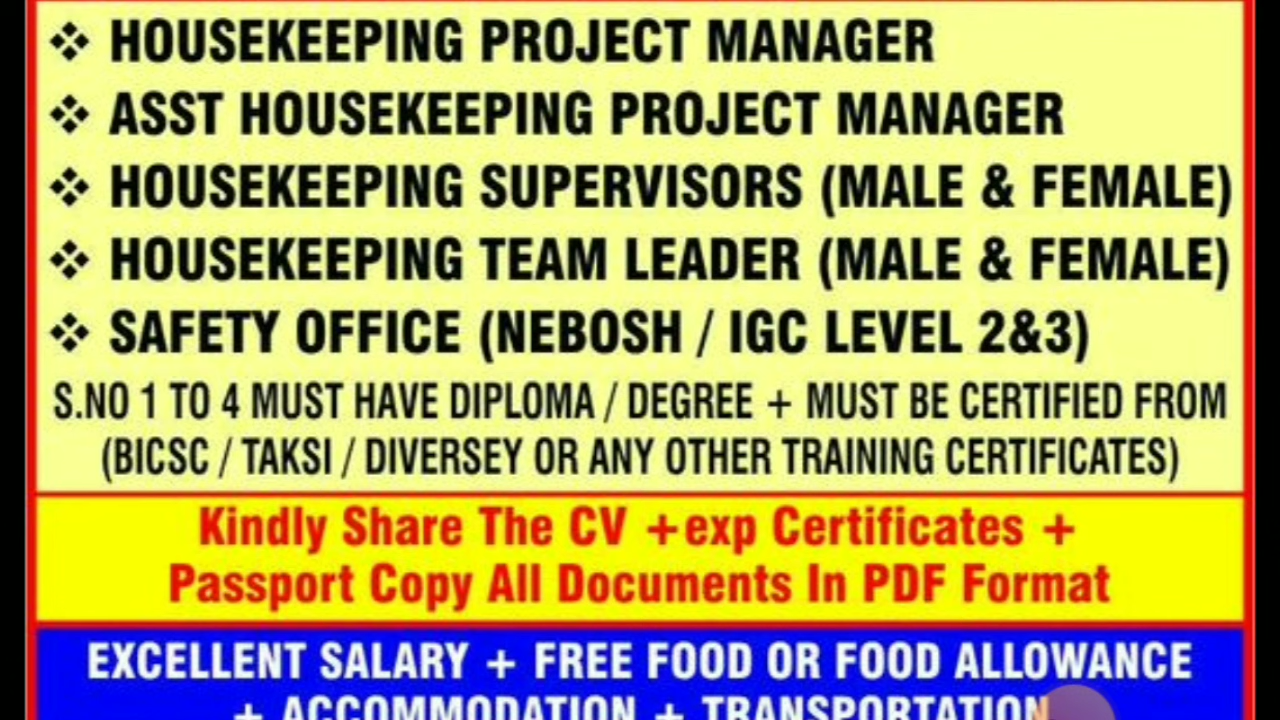 ❖ HOUSEKEEPING PROJECT MANAGER
❖ ASST HOUSEKEEPING PROJECT MANAGER
❖ HOUSEKEEPING SUPERVISORS (MALE & FEMALE)
❖ HOUSEKEEPING TEAM LEADER (MALE & FEMALE)
❖ SAFETY OFFICE (NEBOSH / IGC LEVEL 2&3)
S.NO 1 TO 4 MUST HAVE DIPLOMA / DEGREE + MUST BE CERTIFIED FROM
(BICSC / TAKSI / DIVERSEY OR ANY OTHER TRAINING CERTIFICATES)
Kindly Share The CV +exp Certificates +
Passport Copy All Documents In PDF Format
EXCELLENT SALARY + FREE FOOD OR FOOD ALLOWANCE
+ ACCOMMODATION + TRANSPORTATION